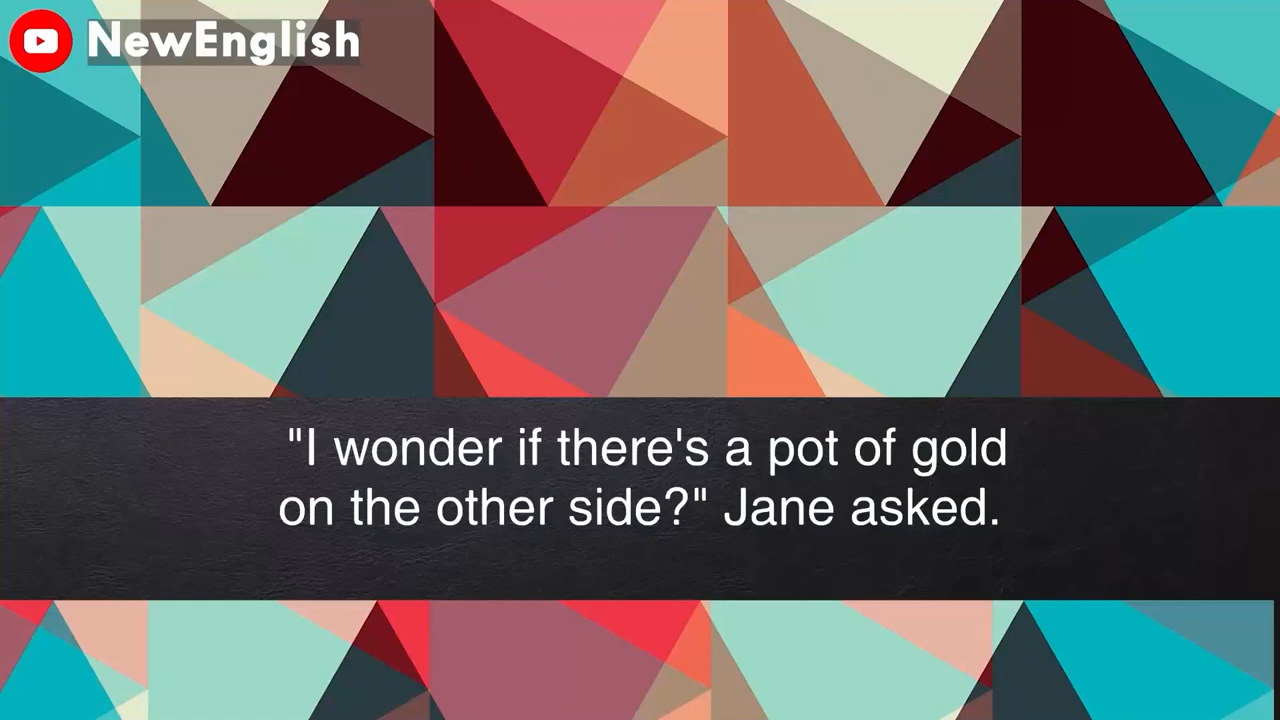 NewEnglish
"I wonder if there's a pot of gold
on the other side?" Jane asked.